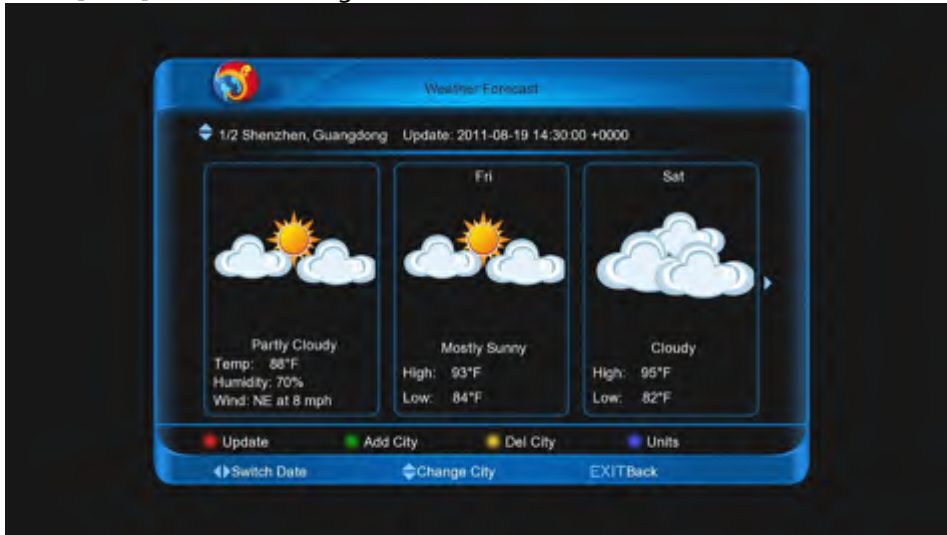 Weather Forecast
1/2 Shenzhen, Guangdong Update: 2011-08-19 14:30:00 +0000
Partly Cloudy
Temp: 88°F
Humidity: 70%
Wind: NE at 8 mph
Fri
Mostly Sunny
High: 93°F
Low: 84°F
Sat
Cloudy
High: 95°F
Low: 82°F
Update Add City Del City Units
Switch Date Change City EXIT Back